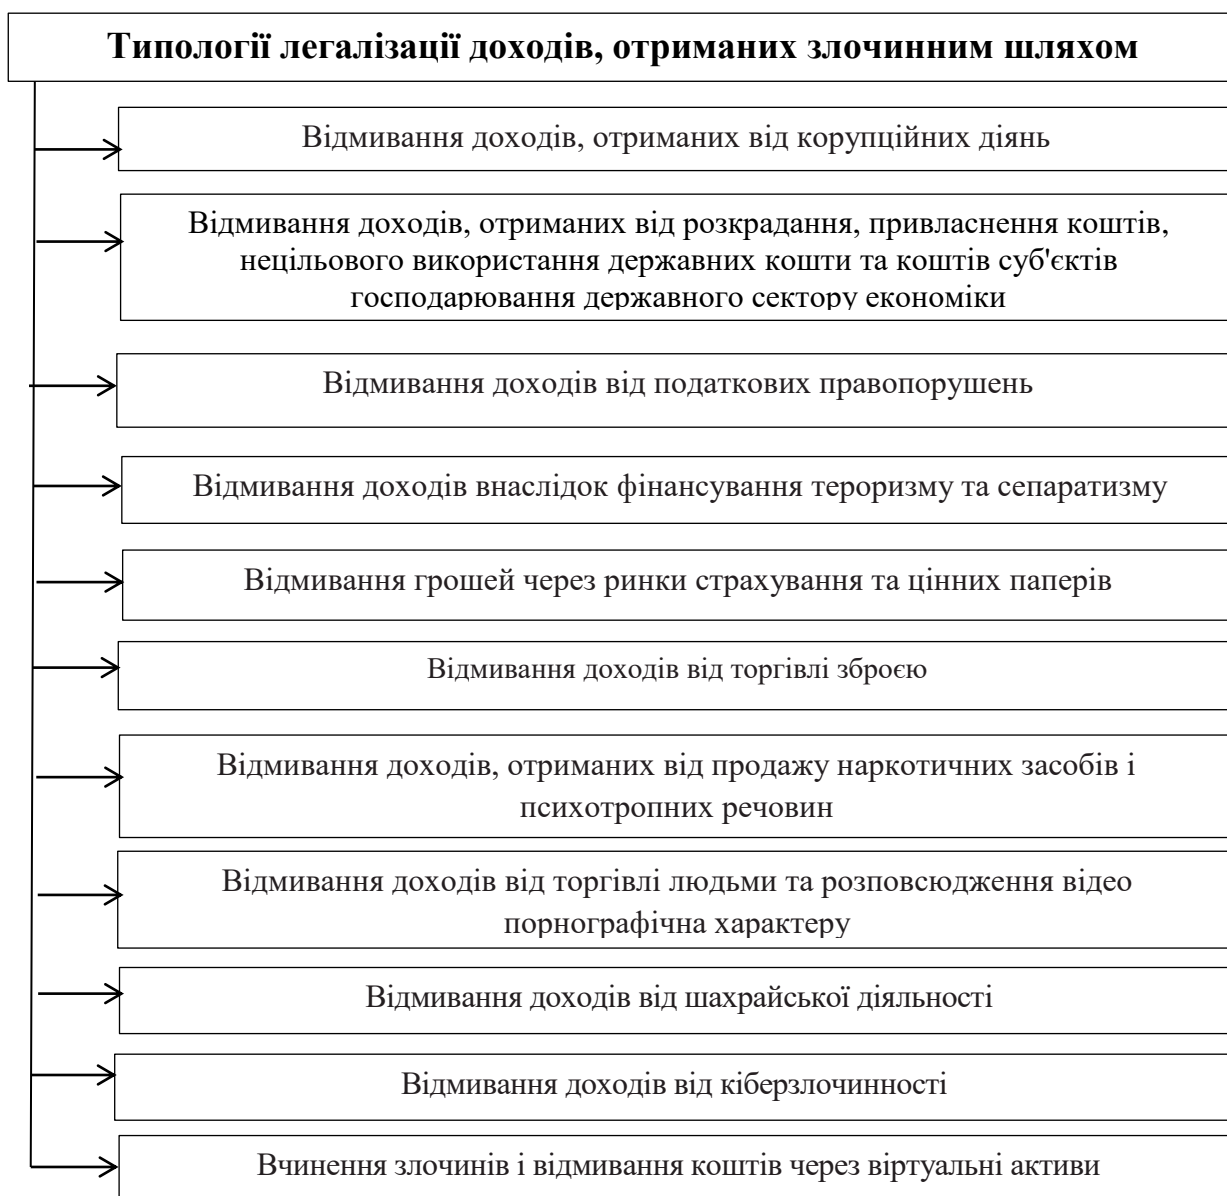 Типології легалізації доходів, отриманих злочинним шляхом
Відмивання доходів, отриманих від корупційних діянь
Відмивання доходів, отриманих від розкрадання, привласнення коштів,
нецільового використання державних кошти та коштів суб'єктів
господарювання державного сектору економіки
Відмивання доходів від податкових правопорушень
Відмивання доходів внаслідок фінансування тероризму та сепаратизму
Відмивання грошей через ринки страхування та цінних паперів
Відмивання доходів від торгівлі зброєю
Відмивання доходів, отриманих від продажу наркотичних засобів і
психотропних речовин
Відмивання доходів від торгівлі людьми та розповсюдження відео
порнографічна характеру
Відмивання доходів від шахрайської діяльності
Відмивання доходів від кіберзлочинності
Вчинення злочинів і відмивання коштів через віртуальні активи